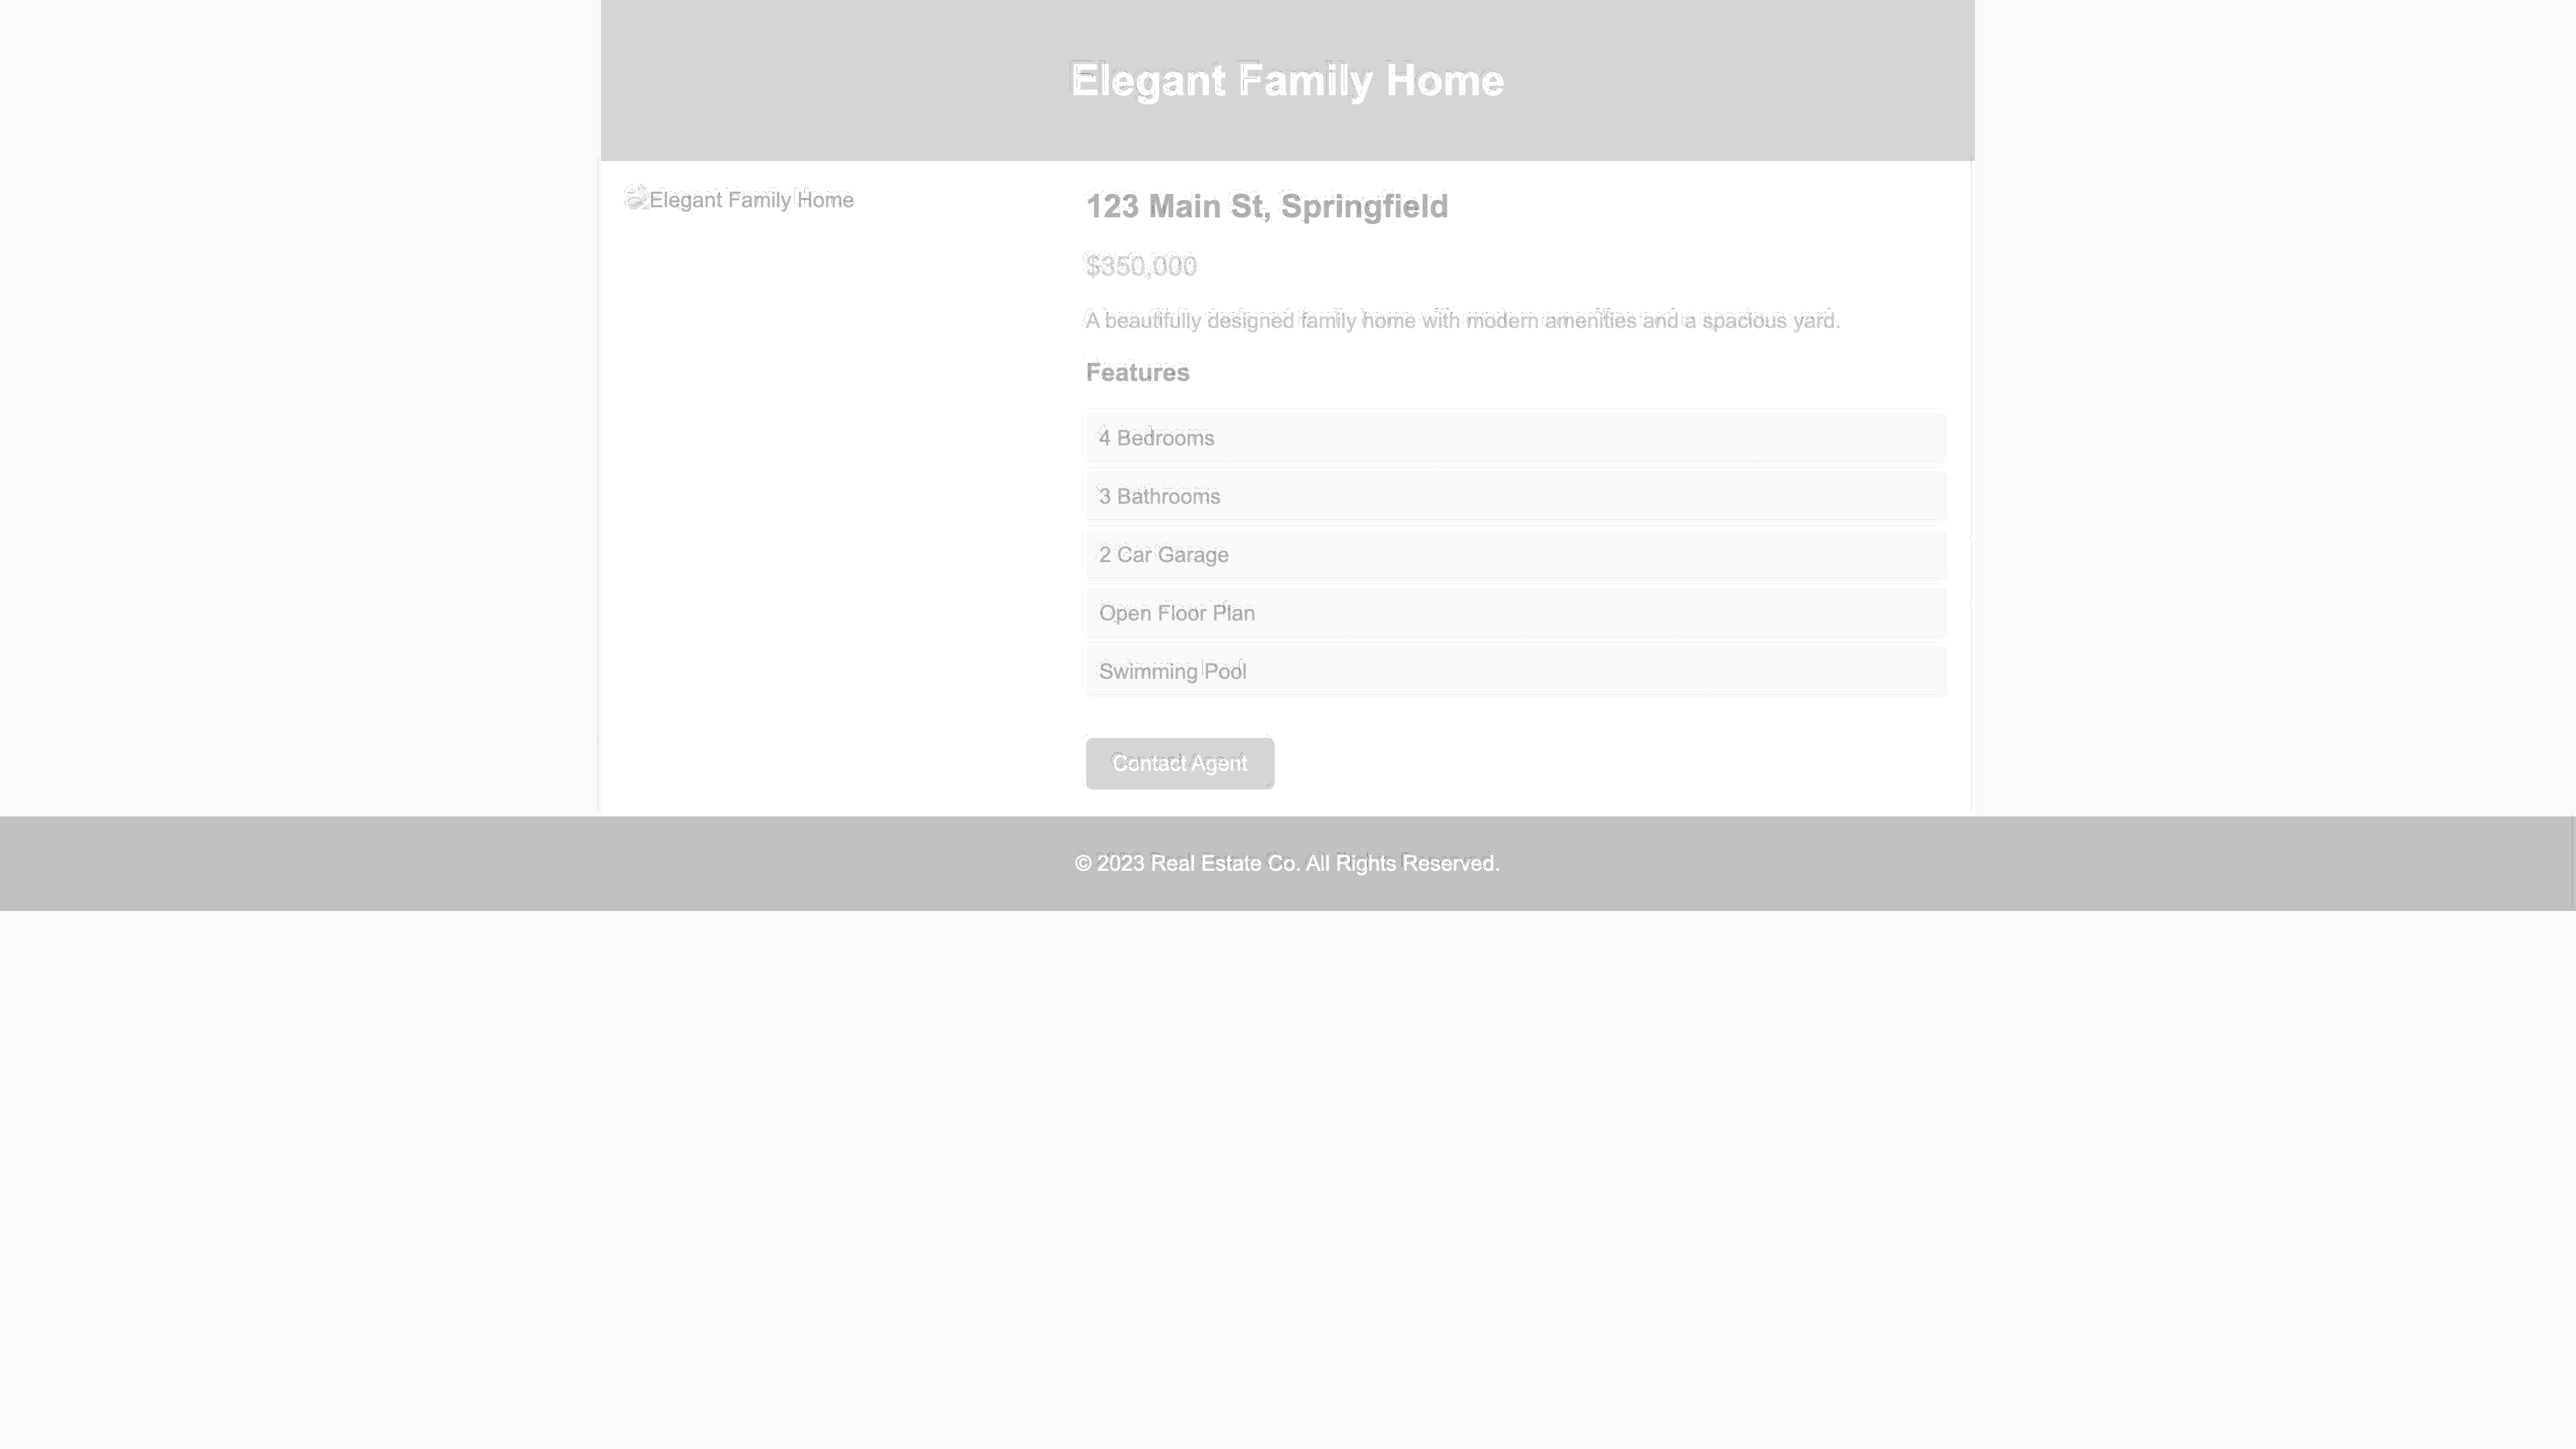 Elegant Family Home
Elegant Family Home
123 Main St, Springfield
$350,000
A beautifully designed family home with modern amenities and a spacious yard.
Features
4 Bedrooms
3 Bathrooms
2 Car Garage
Open Floor Plan
Swimming Pool
Contact Agent
© 2023 Real Estate Co. All Rights Reserved.